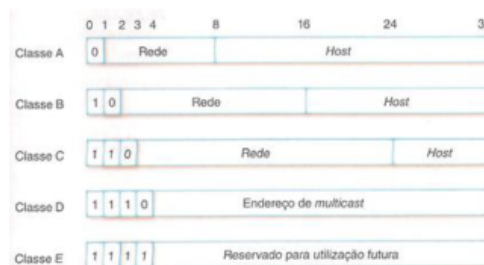 0 1 2 3 4 8 16 24 3
Classe A 0 Rede Host
Classe B 1 0 Rede Host
Classe C 1 1 0 Rede Host
Classe D 1 1 1 0 Endereço de multicast
Classe E 1 1 1 1 Reservado para utilização futura